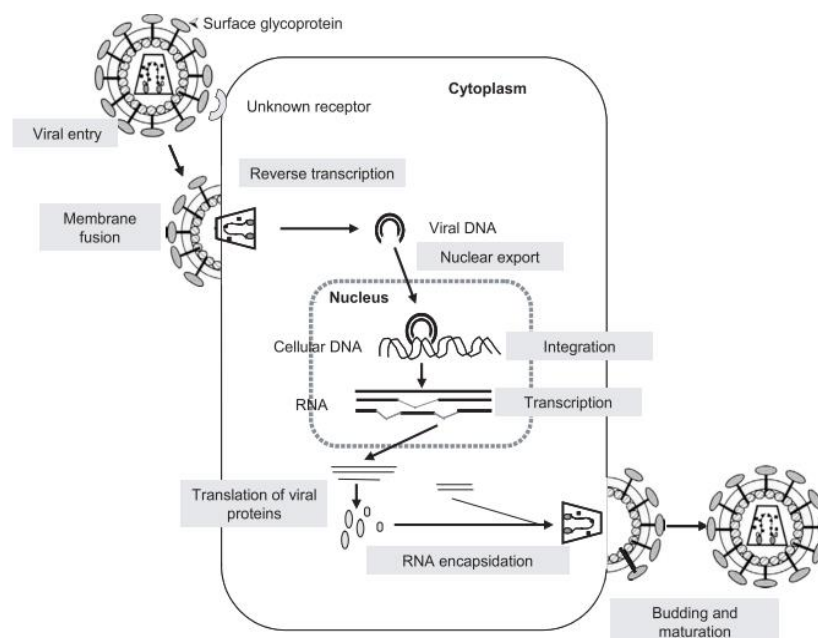 Surface glycoprotein
Cytoplasm
Unknown receptor
Viral entry
Reverse transcription
Membrane
fusion
Viral DNA
Nuclear export
Nucleus
Cellular DNA
Integration
RNA
Transcription
Translation of viral
proteins
RNA encapsidation
Budding and
maturation